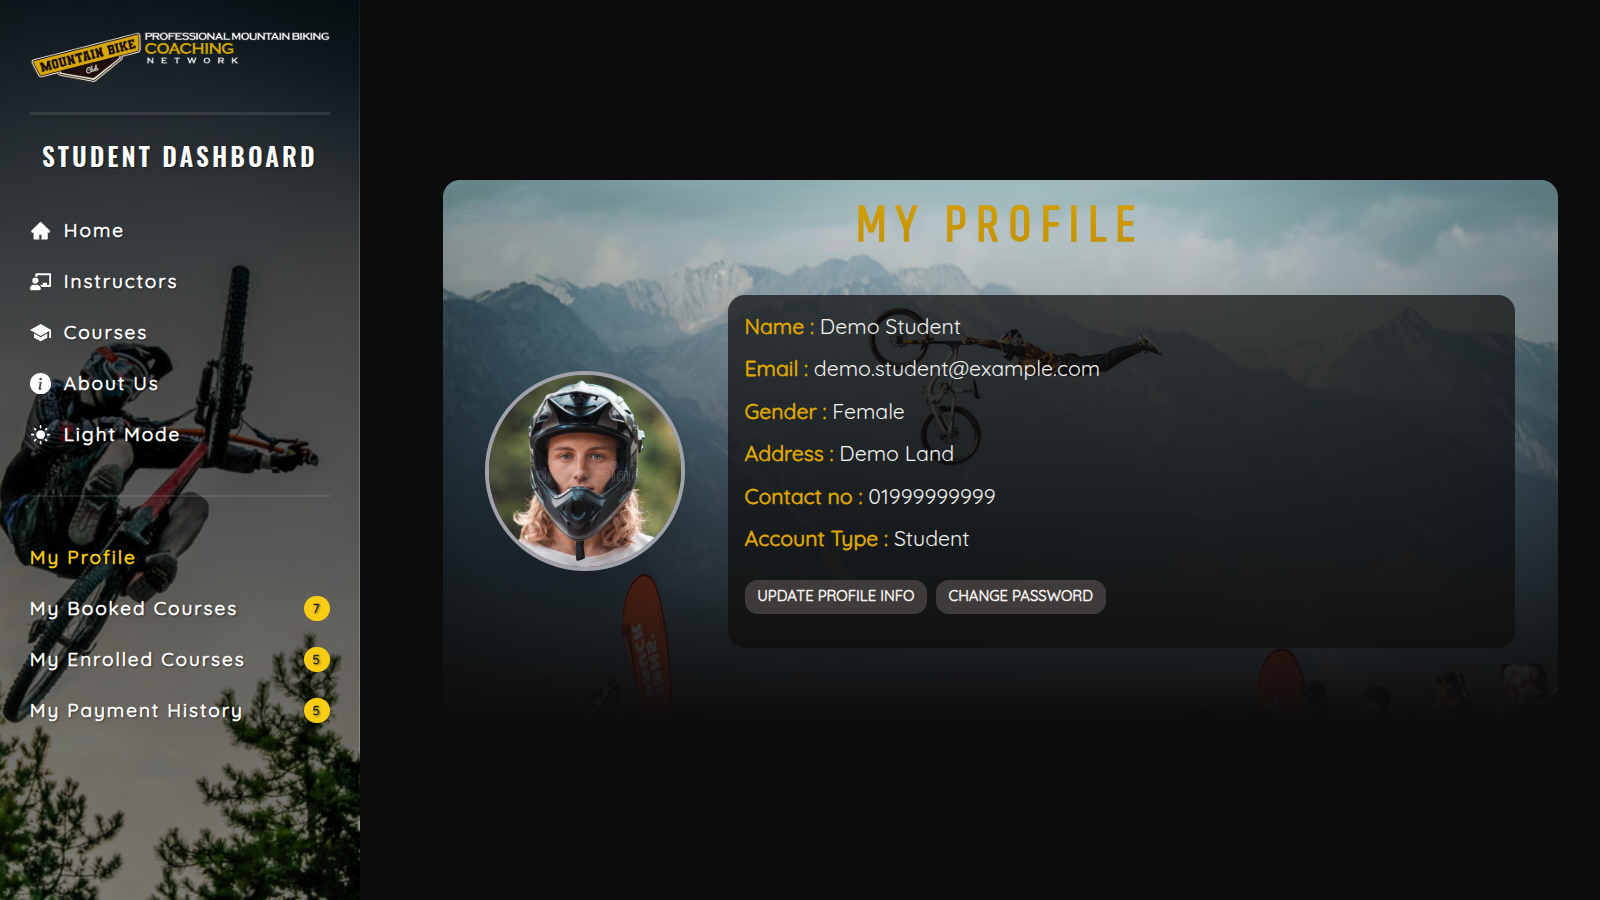 MOUNTAIN BIKE
Club
PROFESSIONAL MOUNTAIN BIKING
COACHING
NETWORK
STUDENT DASHBOARD
Home
Instructors
Courses
About Us
Light Mode
My Profile
My Booked Courses 7
My Enrolled Courses 5
My Payment History 5
MY PROFILE
Name : Demo Student
Email : demo.student@example.com
Gender : Female
Address : Demo Land
Contact no : 01999999999
Account Type : Student
UPDATE PROFILE INFO CHANGE PASSWORD